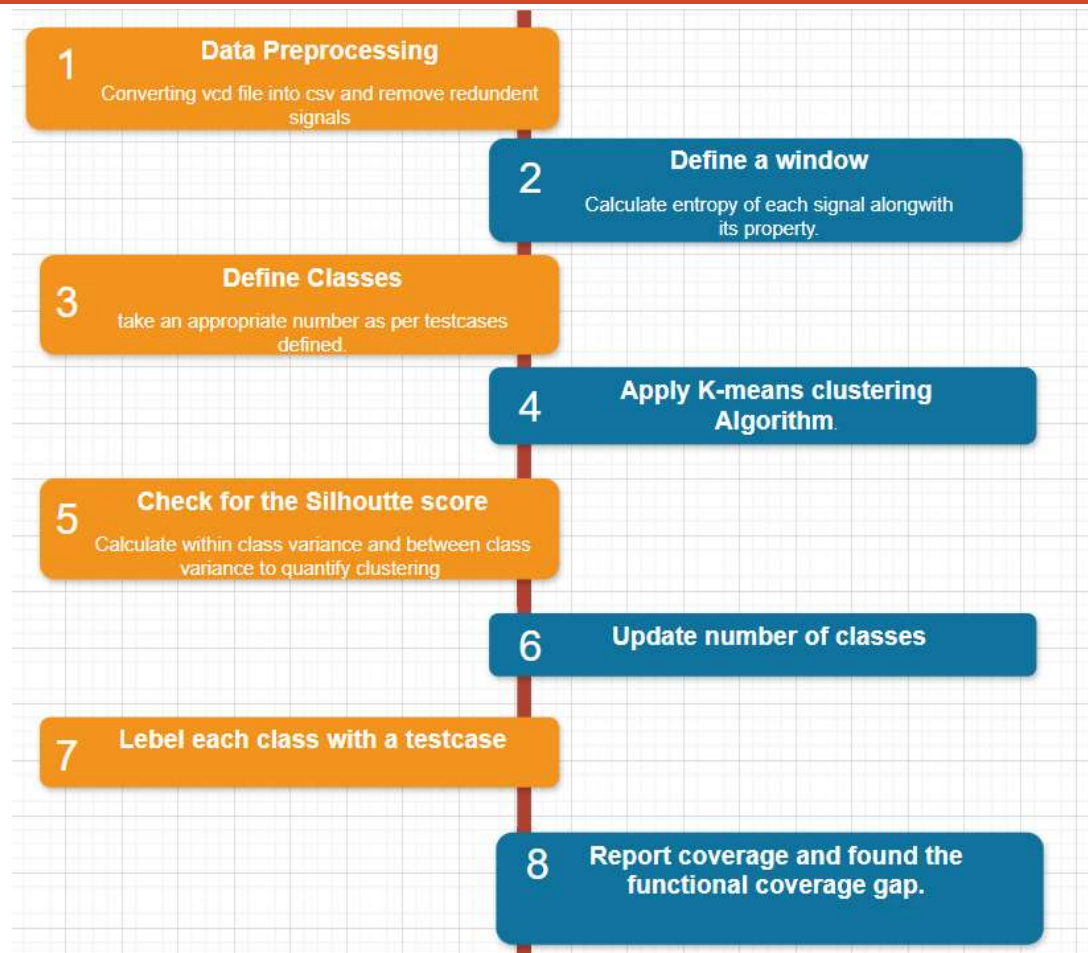 1
Data Preprocessing
Converting vcd file into csv and remove redundent
signals
2
Define a window
Calculate entropy of each signal alongwith
its property.
3
Define Classes
take an appropriate number as per testcases
defined.
4
Apply K-means clustering
Algorithm.
5
Check for the Silhoutte score
Calculate within class variance and between class
variance to quantify clustering
6
Update number of classes
7
Lebel each class with a testcase
8
Report coverage and found the
functional coverage gap.